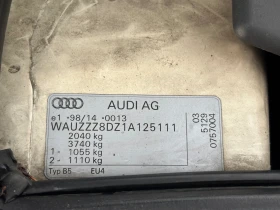 AUDI AG
e1 *98/14 *0013
WAUZZZ8DZ1A125111
2040 kg
3740 kg
1- 1055 kg
2- 1110 kg
Typ B5 EU4
03
5129
0757004